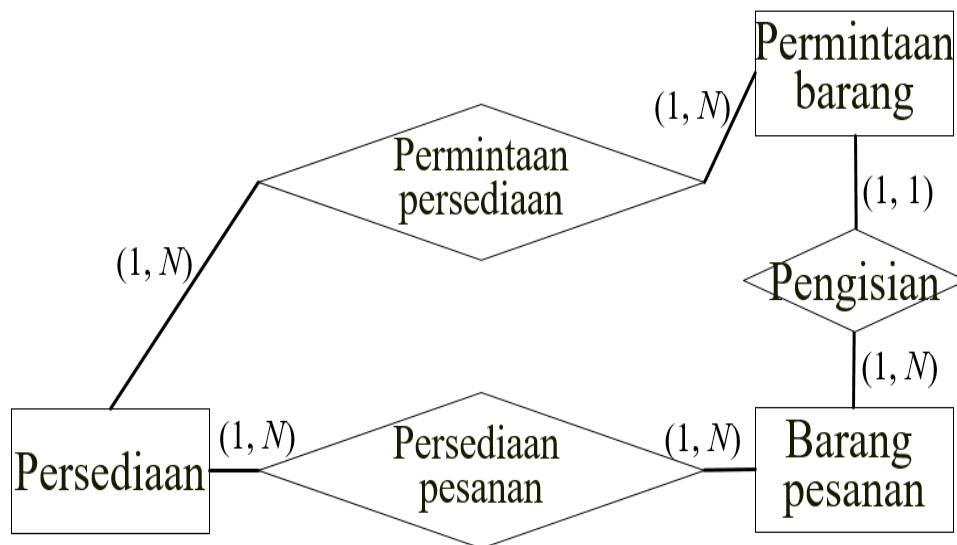 Permintaan
barang
(1, N)
Permintaan
persediaan
(1, 1)
(1, N)
Pengisian
(1, N)
Persediaan
(1, N)
Persediaan
pesanan
(1, N)
Barang
pesanan